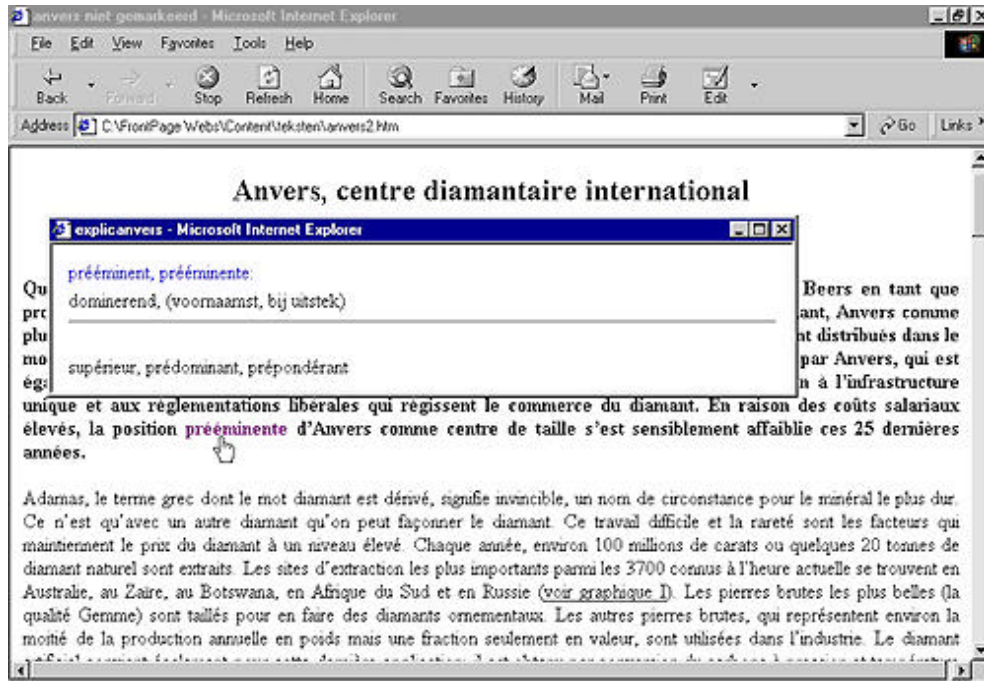 anvers niet gemarkeerd - Microsoft Internet Explorer
File Edit View Favorites Tools Help
Back Forward Stop Refresh Home Search Favorites History Mail Print Edit
Address C:\FrontPage Webs\Content\teksten\anvers2.htm Go Links
Anvers, centre diamantaire international
explicanvers - Microsoft Internet Explorer
prééminent, prééminente:
dominerend, (voornaamst, bij uitstek)
supérieur, prédominant, prépondérant
Qu Beers en tant que
pro ant, Anvers comme
plu nt distribués dans le
mo par Anvers, qui est
éga n à l'infrastructure
unique et aux réglementations libérales qui régissent le commerce du diamant. En raison des coûts salariaux
élevés, la position prééminente d'Anvers comme centre de taille s'est sensiblement affaiblie ces 25 dernières
années.
Adamas, le terme grec dont le mot diamant est dérivé, signifie invincible, un nom de circonstance pour le minéral le plus dur.
Ce n'est qu'avec un autre diamant qu'on peut façonner le diamant. Ce travail difficile et la rareté sont les facteurs qui
maintiennent le prix du diamant à un niveau élevé. Chaque année, environ 100 millions de carats ou quelques 20 tonnes de
diamant naturel sont extraits. Les sites d'extraction les plus importants parmi les 3700 connus à l'heure actuelle se trouvent en
Australie, au Zaïre, au Botswana, en Afrique du Sud et en Russie (voir graphique 1). Les pierres brutes les plus belles (la
qualité Gemme) sont taillés pour en faire des diamants ornementaux. Les autres pierres brutes, qui représentent environ la
moitié de la production annuelle en poids mais une fraction seulement en valeur, sont utilisées dans l'industrie. Le diamant